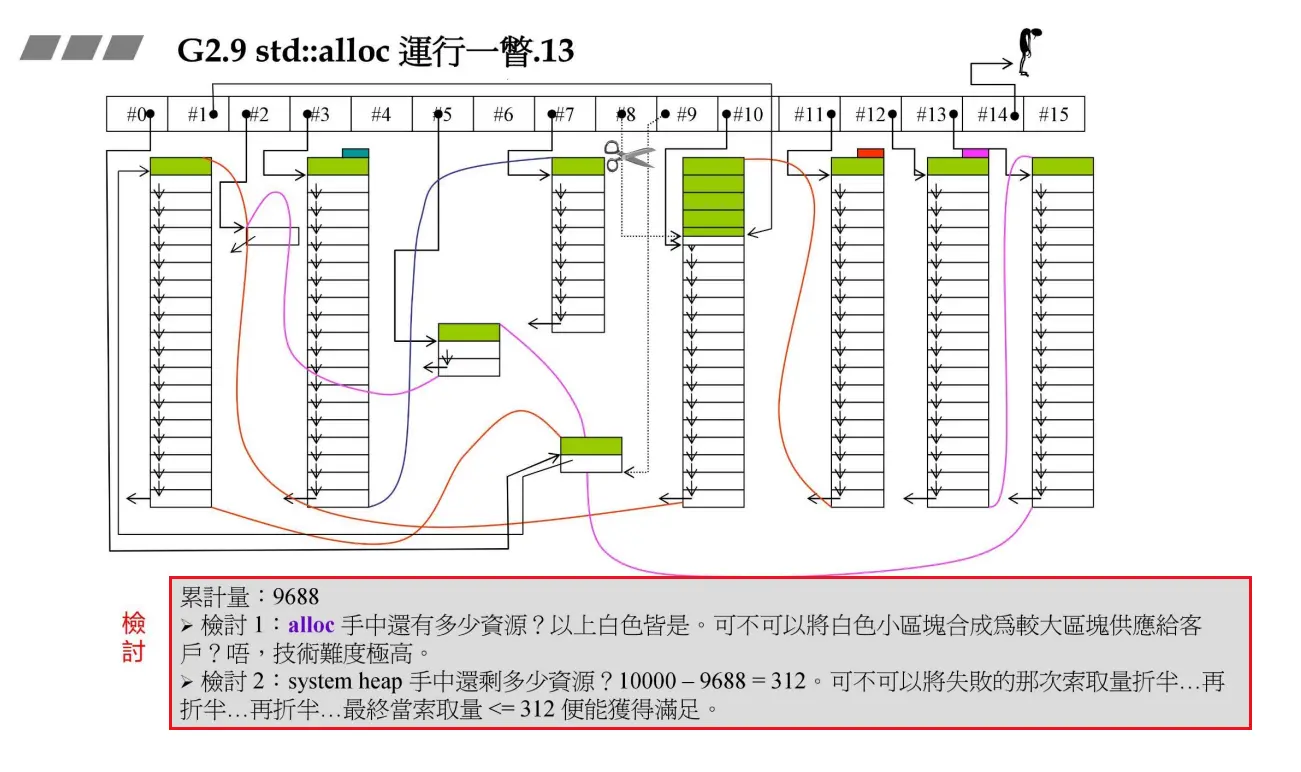 G2.9 std::alloc 運行一瞥.13
#0 #1 #2 #3 #4 #5 #6 #7 #8 #9 #10 #11 #12 #13 #14 #15
檢
討
累計量：9688
➢ 檢討 1：alloc 手中還有多少資源？以上白色皆是。可不可以將白色小區塊合成為較大區塊供應給客
戶？唔，技術難度極高。
➢ 檢討 2：system heap 手中還剩多少資源？10000 – 9688 = 312。可不可以將失敗的那次索取量折半…再
折半…再折半…最終當索取量 <= 312 便能獲得滿足。